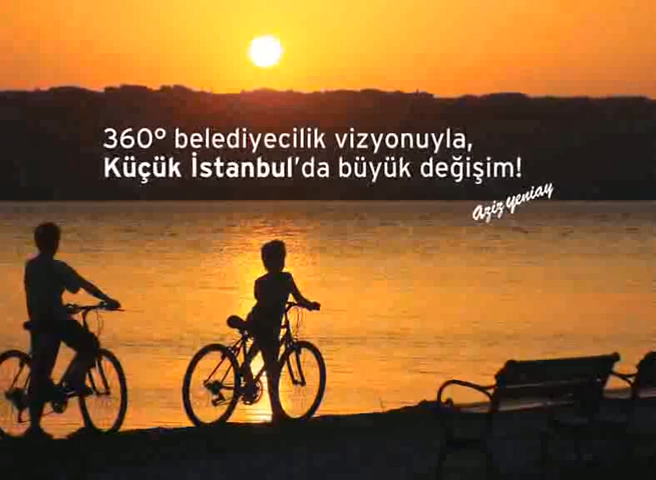 360° belediyecilik vizyonuyla,
Küçük İstanbul'da büyük değişim!
Aziz Yeniay